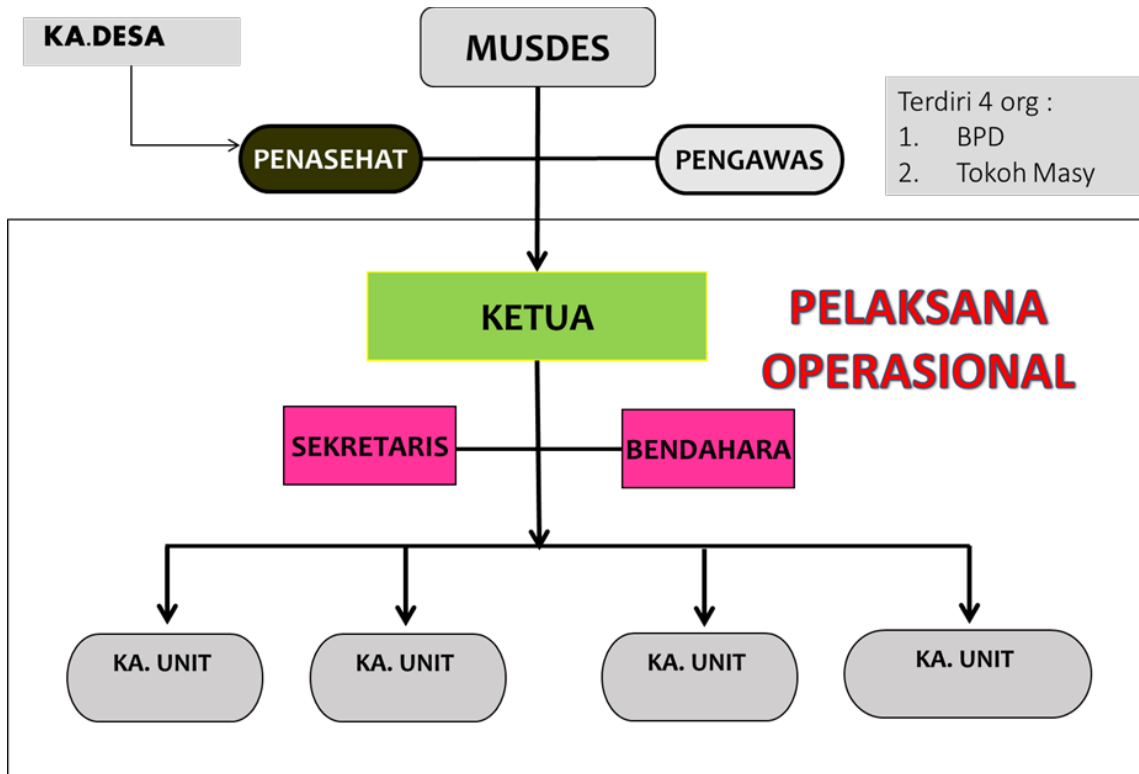 KA.DESA
MUSDES
Terdiri 4 org :
1. BPD
2. Tokoh Masy
PENASEHAT
PENGAWAS
KETUA
PELAKSANA
OPERASIONAL
SEKRETARIS
BENDAHARA
KA. UNIT
KA. UNIT
KA. UNIT
KA. UNIT